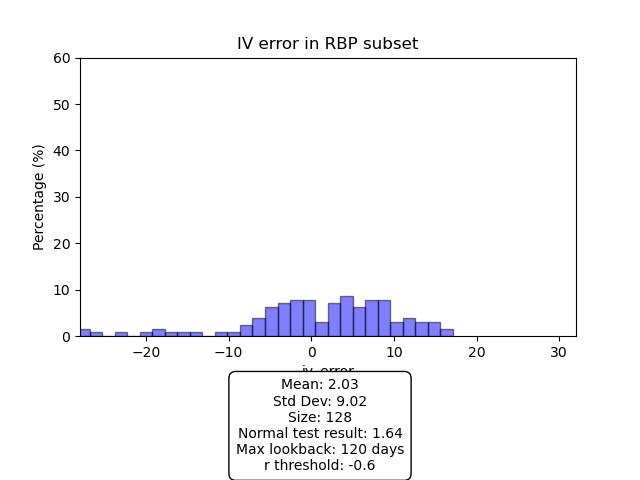 IV error in RBP subset
Percentage (%)
60
50
40
30
20
10
0
−20
−10
0
10
20
30
iv_error
Mean: 2.03
Std Dev: 9.02
Size: 128
Normal test result: 1.64
Max lookback: 120 days
r threshold: -0.6